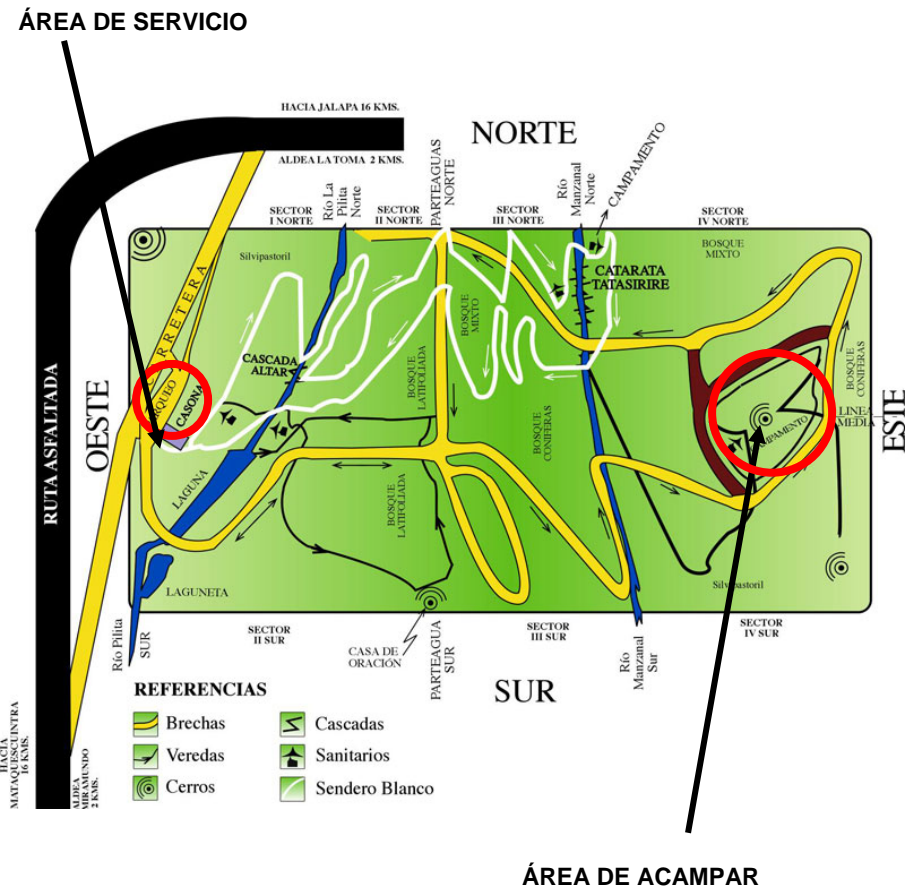 ÁREA DE SERVICIO
HACIA JALAPA 16 KMS.
ALDEA LA TOMA 2 KMS.
NORTE
PARTEAGUAS
NORTE
CAMPAMENTO
Río La
Pilita
Norte
Río
Manzanal
Norte
SECTOR
I NORTE
SECTOR
II NORTE
SECTOR
III NORTE
SECTOR
IV NORTE
BOSQUE
MIXTO
Silvipastoril
CATARATA
TATASIRIRE
RRETERA
CASCADA
ALTAR
BOSQUE
MIXTO
BOSQUE
LATIFOLIADA
BOSQUE
CONIFERAS
RQUEO
CASONA
OESTE
RUTA ASFALTADA
LINEA
MEDIA
ESTE
AMPAMENTO
BOSQUE
CONIFERAS
LAGUNA
BOSQUE
LATIFOLIADA
LAGUNETA
Silvipastoril
Río Pilita
SUR
SECTOR
II SUR
CASA DE
ORACIÓN
PARTEAGUA
SUR
SECTOR
III SUR
Río
Manzanal
Sur
SECTOR
IV SUR
SUR
REFERENCIAS
Brechas
Veredas
Cerros
Cascadas
Sanitarios
Sendero Blanco
HACIA
MATAQUESCUINTRA
16 KMS.
ALDEA
MIRAMUNDO
2 KMS.
ÁREA DE ACAMPAR